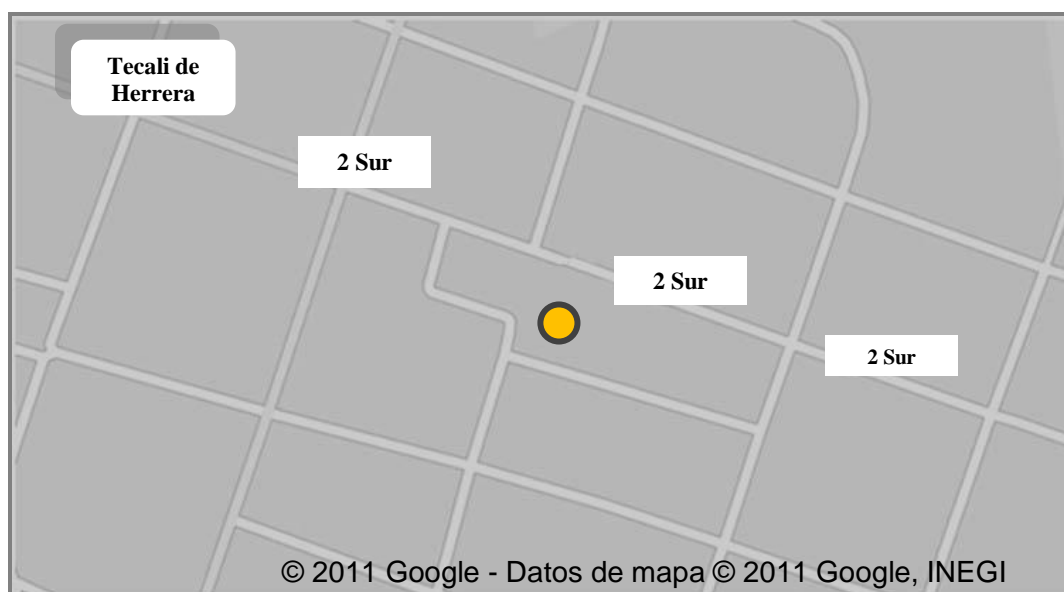 Tecali de
Herrera
2 Sur
2 Sur
2 Sur
© 2011 Google - Datos de mapa © 2011 Google, INEGI